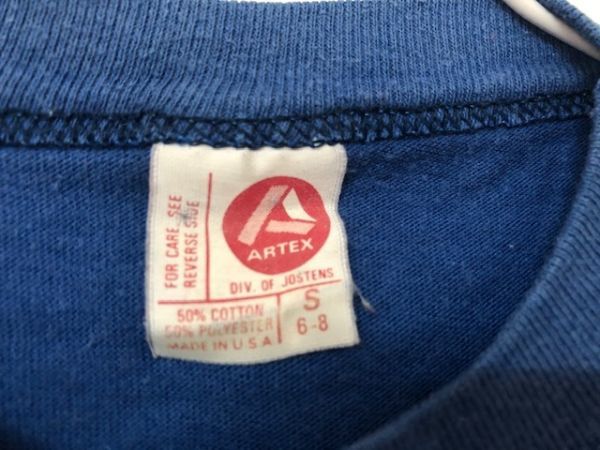 FOR CARE, SEE
REVERSE SIDE
ARTEX
DIV. OF JOSTENS
50% COTTON
50% POLYESTER
MADE IN U.S.A
S
6-8